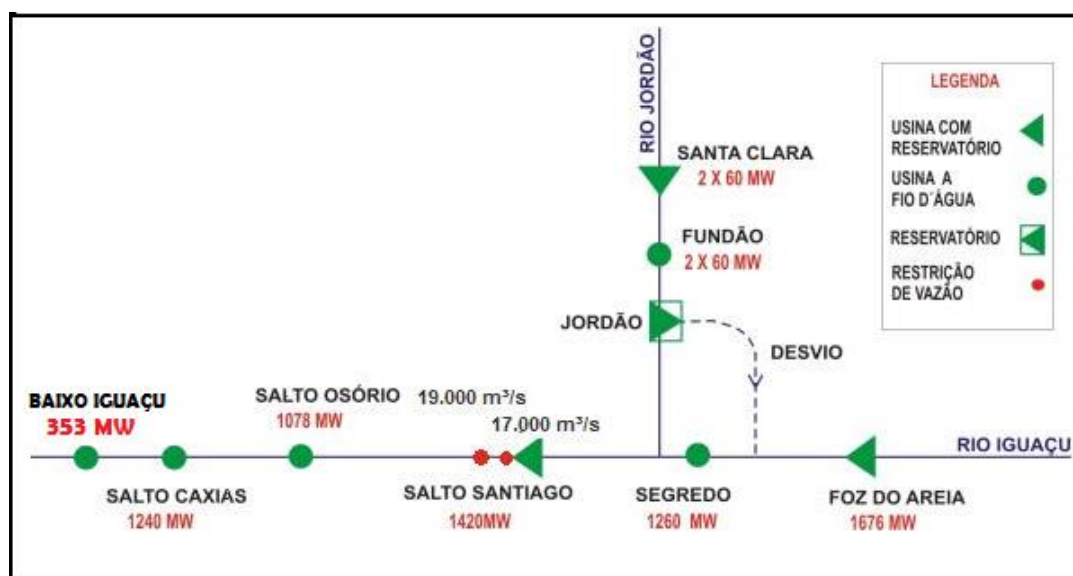 RIO JORDÃO
SANTA CLARA
2 X 60 MW
FUNDÃO
2 X 60 MW
JORDÃO
DESVIO
LEGENDA
USINA COM
RESERVATÓRIO
USINA A
FIO D´ÁGUA
RESERVATÓRIO
RESTRIÇÃO
DE VAZÃO
BAIXO IGUAÇU
353 MW
SALTO OSÓRIO
1078 MW
19.000 m³/s
17.000 m³/s
RIO IGUAÇU
SALTO CAXIAS
1240 MW
SALTO SANTIAGO
1420MW
SEGREDO
1260 MW
FOZ DO AREIA
1676 MW